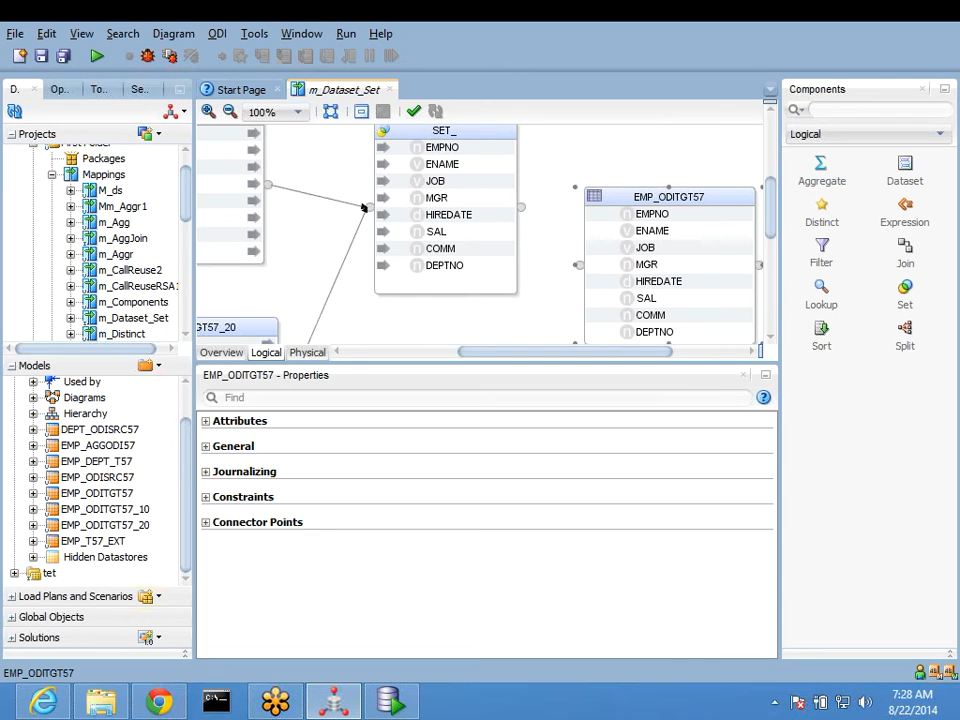 File Edit View Search Diagram ODI Tools Window Run Help
D. Op.. To.. Se..
Start Page m_Dataset_Set
Components
100%
Projects
Logical
Packages
Mappings
M_ds
Mm_Aggr1
m_Agg
m_AggJoin
m_Aggr
m_CallReuse2
m_CallReuseRSA1
m_Components
m_Dataset_Set
m_Distinct
SET_
EMPNO
ENAME
JOB
MGR
HIREDATE
SAL
COMM
DEPTNO
GT57_20
EMP_ODITGT57
EMPNO
ENAME
JOB
MGR
HIREDATE
SAL
COMM
DEPTNO
Aggregate Dataset
Distinct Expression
Filter Join
Lookup Set
Sort Split
Overview Logical Physical
Models
Used by
Diagrams
Hierarchy
DEPT_ODISRC57
EMP_AGGODI57
EMP_DEPT_T57
EMP_ODISRC57
EMP_ODITGT57
EMP_ODITGT57_10
EMP_ODITGT57_20
EMP_T57_EXT
Hidden Datastores
tet
Load Plans and Scenarios
Global Objects
Solutions
EMP_ODITGT57 - Properties
Find
Attributes
General
Journalizing
Constraints
Connector Points
EMP_ODITGT57
7:28 AM
8/22/2014